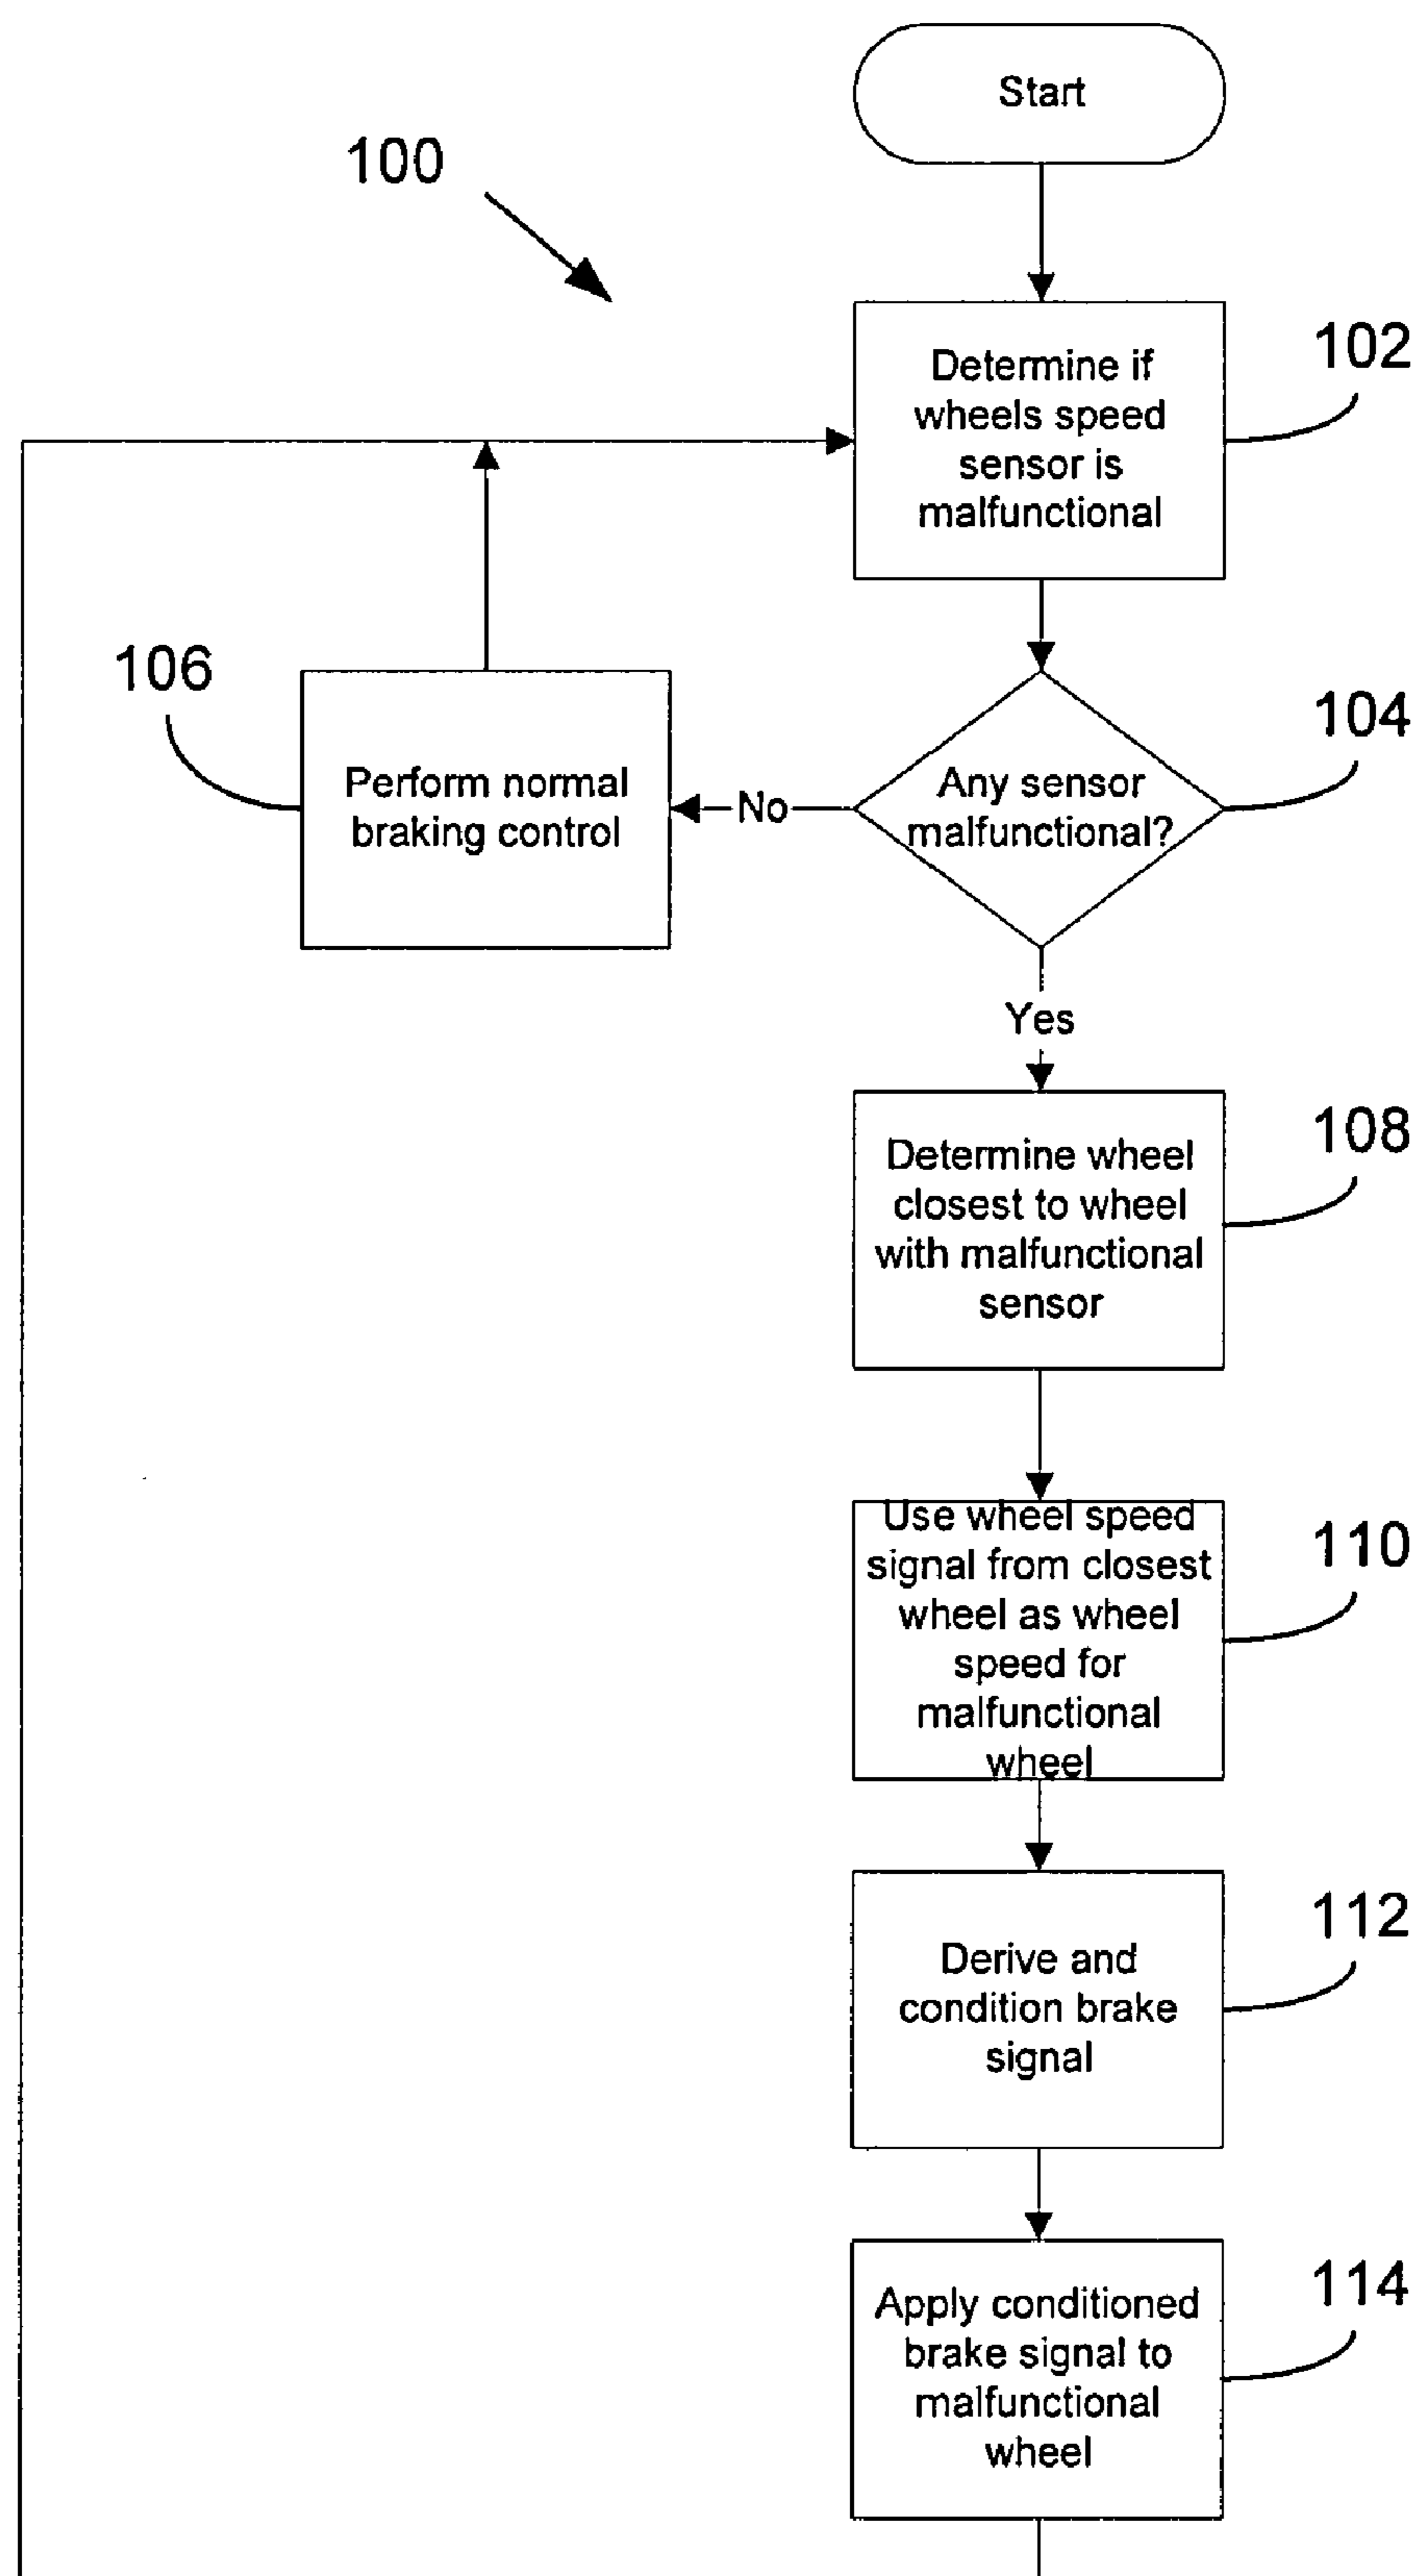 Start
100
Determine if
wheels speed
sensor is
malfunctional
102
106
Perform normal
braking control
No
Any sensor
malfunctional?
104
Yes
Determine wheel
closest to wheel
with malfunctional
sensor
108
Use wheel speed
signal from closest
wheel as wheel
speed for
malfunctional
wheel
110
Derive and
condition brake
signal
112
Apply conditioned
brake signal to
malfunctional
wheel
114